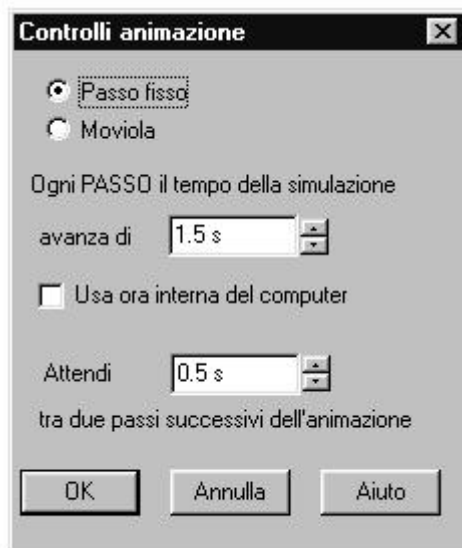 Controlli animazione
Passo fisso
Moviola
Ogni PASSO il tempo della simulazione
avanza di 1.5 s
Usa ora interna del computer
Attendi 0.5 s
tra due passi successivi dell'animazione
OK Annulla Aiuto